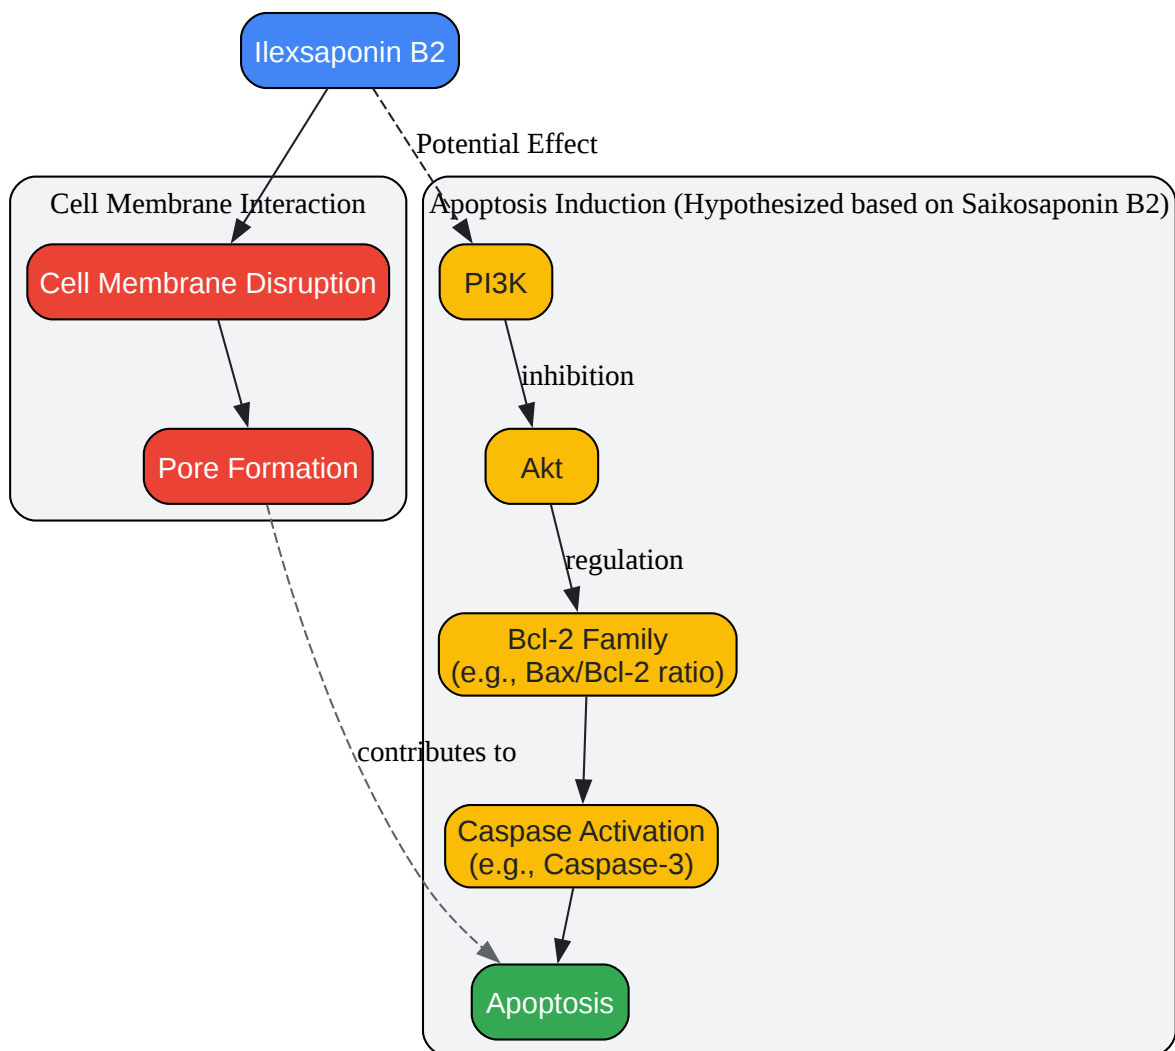 Ilexsaponin B2
Potential Effect
Cell Membrane Interaction
Apoptosis Induction (Hypothesized based on Saikosaponin B2)
Cell Membrane Disruption
PI3K
inhibition
Pore Formation
Akt
regulation
Bcl-2 Family
(e.g., Bax/Bcl-2 ratio)
contributes to
Caspase Activation
(e.g., Caspase-3)
Apoptosis